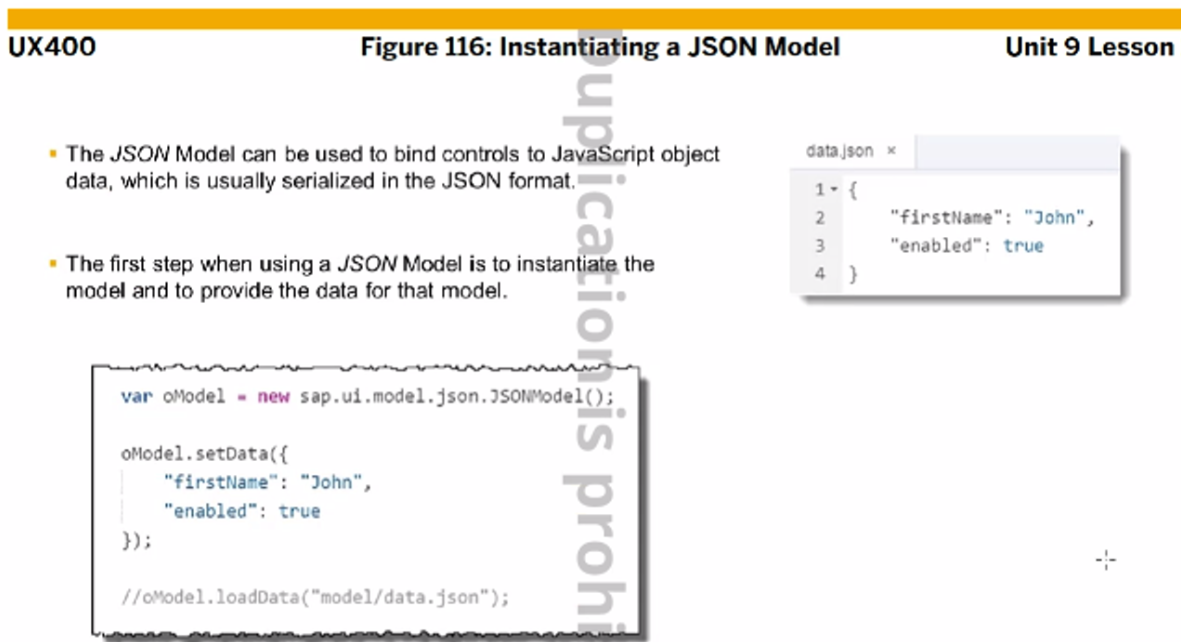 UX400 Figure 116: Instantiating a JSON Model Unit 9 Lesson
▪ The JSON Model can be used to bind controls to JavaScript object
data, which is usually serialized in the JSON format.
▪ The first step when using a JSON Model is to instantiate the
model and to provide the data for that model.
data.json ×
1 {
2 "firstName": "John",
3 "enabled": true
4 }
var oModel = new sap.ui.model.json.JSONModel();
oModel.setData({
"firstName": "John",
"enabled": true
});
//oModel.loadData("model/data.json");
Duplication is prohi